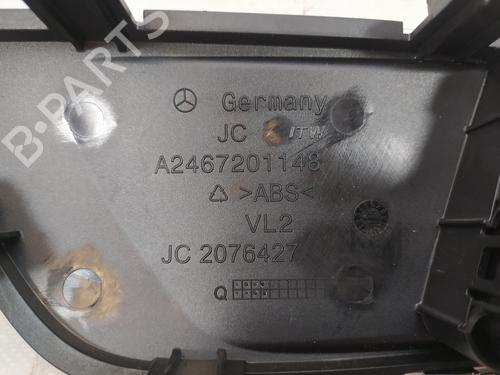 B-PARTS
Germany
JC ITW
A2467201148
>ABS<
VL2
JC 2076427
Q